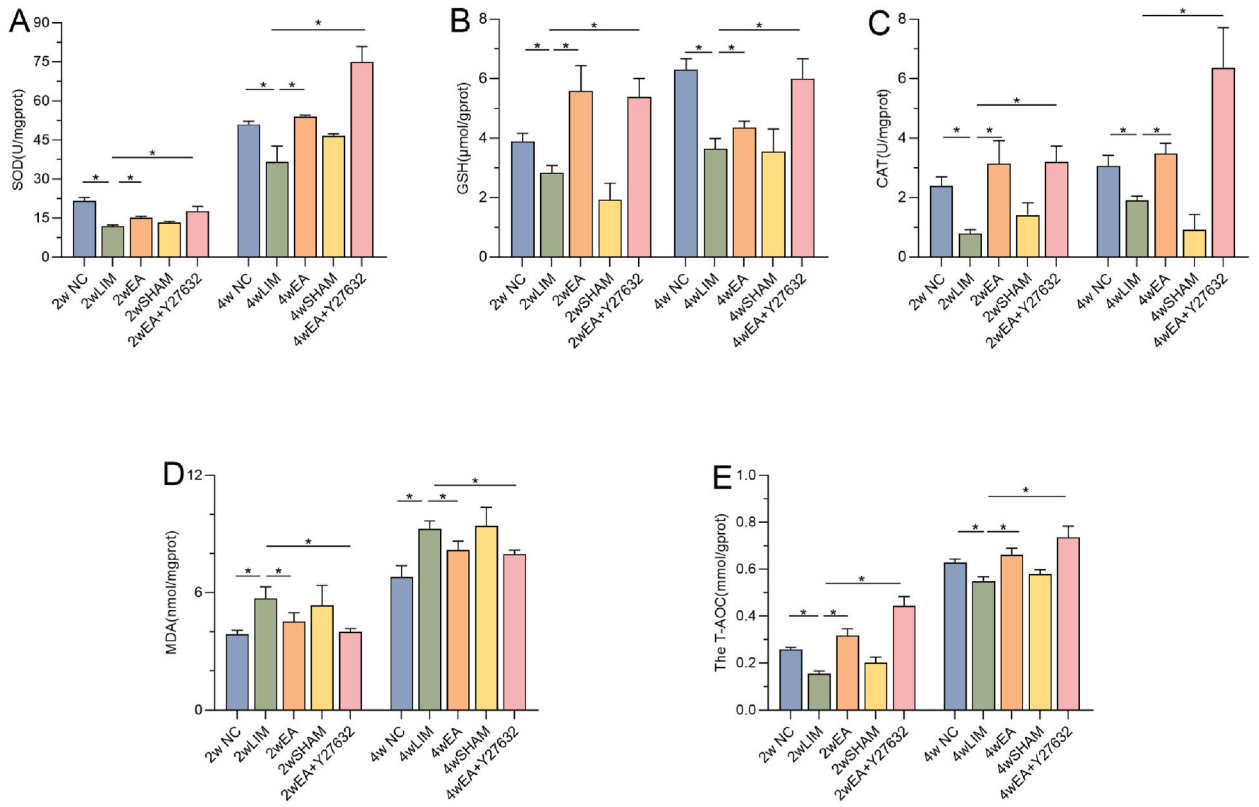 A
SOD(U/mgprot)
90
75
60
45
30
15
0
* * * * * *
2w NC
2wLIM
2wEA
2wSHAM
2wEA+Y27632
4w NC
4wLIM
4wEA
4wSHAM
4wEA+Y27632
B
GSH(μmol/gprot)
8
6
4
2
0
* * * * * *
2w NC
2wLIM
2wEA
2wSHAM
2wEA+Y27632
4w NC
4wLIM
4wEA
4wSHAM
4wEA+Y27632
C
CAT(U/mgprot)
8
6
4
2
0
* * * * * *
2w NC
2wLIM
2wEA
2wSHAM
2wEA+Y27632
4w NC
4wLIM
4wEA
4wSHAM
4wEA+Y27632
D
MDA(nmol/mgprot)
12
6
0
* * * * * *
2w NC
2wLIM
2wEA
2wSHAM
2wEA+Y27632
4w NC
4wLIM
4wEA
4wSHAM
4wEA+Y27632
E
The T-AOC(mmol/gprot)
1.0
0.8
0.6
0.4
0.2
0.0
* * * * * *
2w NC
2wLIM
2wEA
2wSHAM
2wEA+Y27632
4w NC
4wLIM
4wEA
4wSHAM
4wEA+Y27632